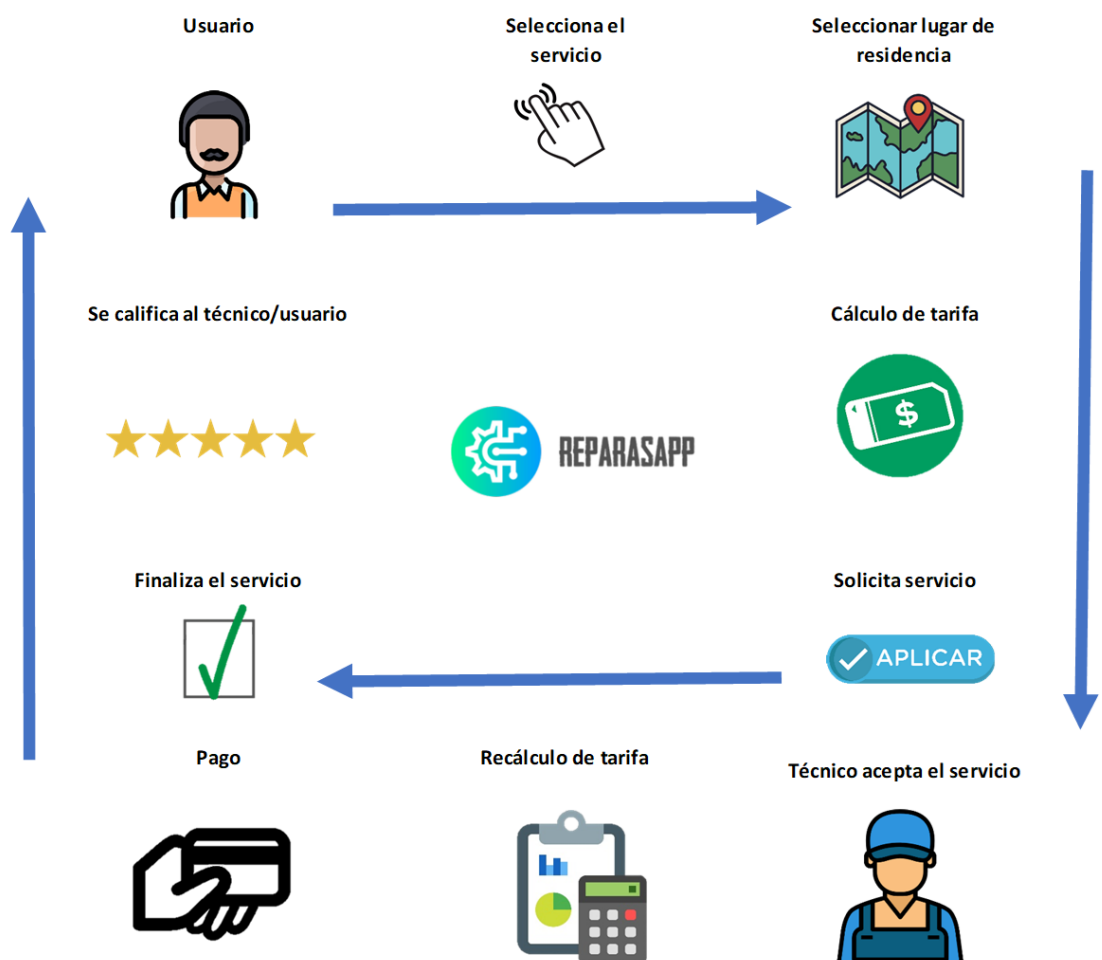 Usuario
Selecciona el
servicio
Seleccionar lugar de
residencia
Se califica al técnico/usuario
Cálculo de tarifa
$
REPARASAPP
Finaliza el servicio
Solicita servicio
APLICAR
Pago
Recálculo de tarifa
Técnico acepta el servicio